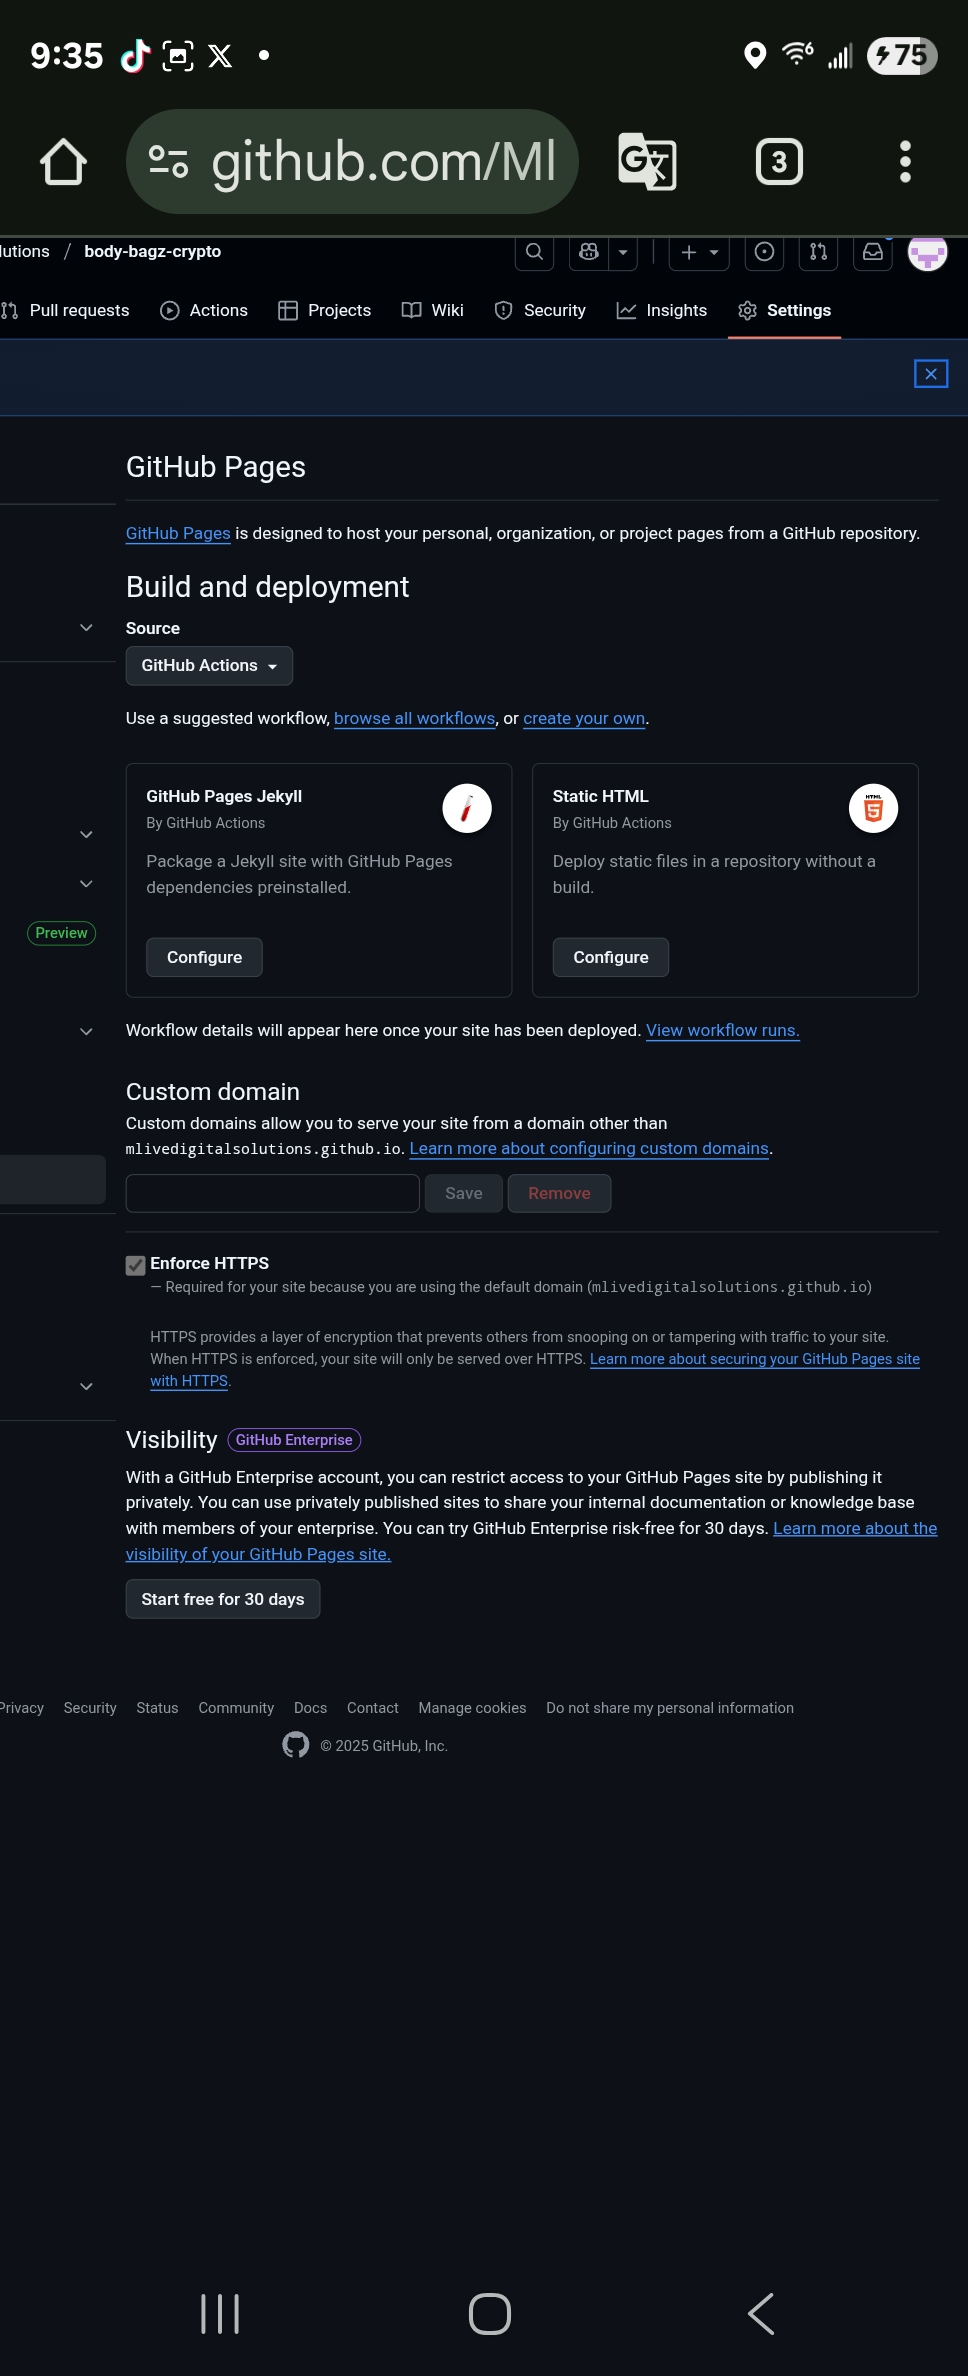 9:35
75
github.com/Ml
3
lutions / body-bagz-crypto
Pull requests Actions Projects Wiki Security Insights Settings
GitHub Pages
GitHub Pages is designed to host your personal, organization, or project pages from a GitHub repository.
Build and deployment
Source
GitHub Actions
Use a suggested workflow, browse all workflows, or create your own.
GitHub Pages Jekyll
By GitHub Actions
Package a Jekyll site with GitHub Pages
dependencies preinstalled.
Configure
Static HTML
By GitHub Actions
Deploy static files in a repository without a
build.
Configure
Preview
Workflow details will appear here once your site has been deployed. View workflow runs.
Custom domain
Custom domains allow you to serve your site from a domain other than
mlivedigitalsolutions.github.io. Learn more about configuring custom domains.
Save Remove
Enforce HTTPS
— Required for your site because you are using the default domain (mlivedigitalsolutions.github.io)
HTTPS provides a layer of encryption that prevents others from snooping on or tampering with traffic to your site.
When HTTPS is enforced, your site will only be served over HTTPS. Learn more about securing your GitHub Pages site
with HTTPS.
Visibility GitHub Enterprise
With a GitHub Enterprise account, you can restrict access to your GitHub Pages site by publishing it
privately. You can use privately published sites to share your internal documentation or knowledge base
with members of your enterprise. You can try GitHub Enterprise risk-free for 30 days. Learn more about the
visibility of your GitHub Pages site.
Start free for 30 days
Privacy Security Status Community Docs Contact Manage cookies Do not share my personal information
© 2025 GitHub, Inc.